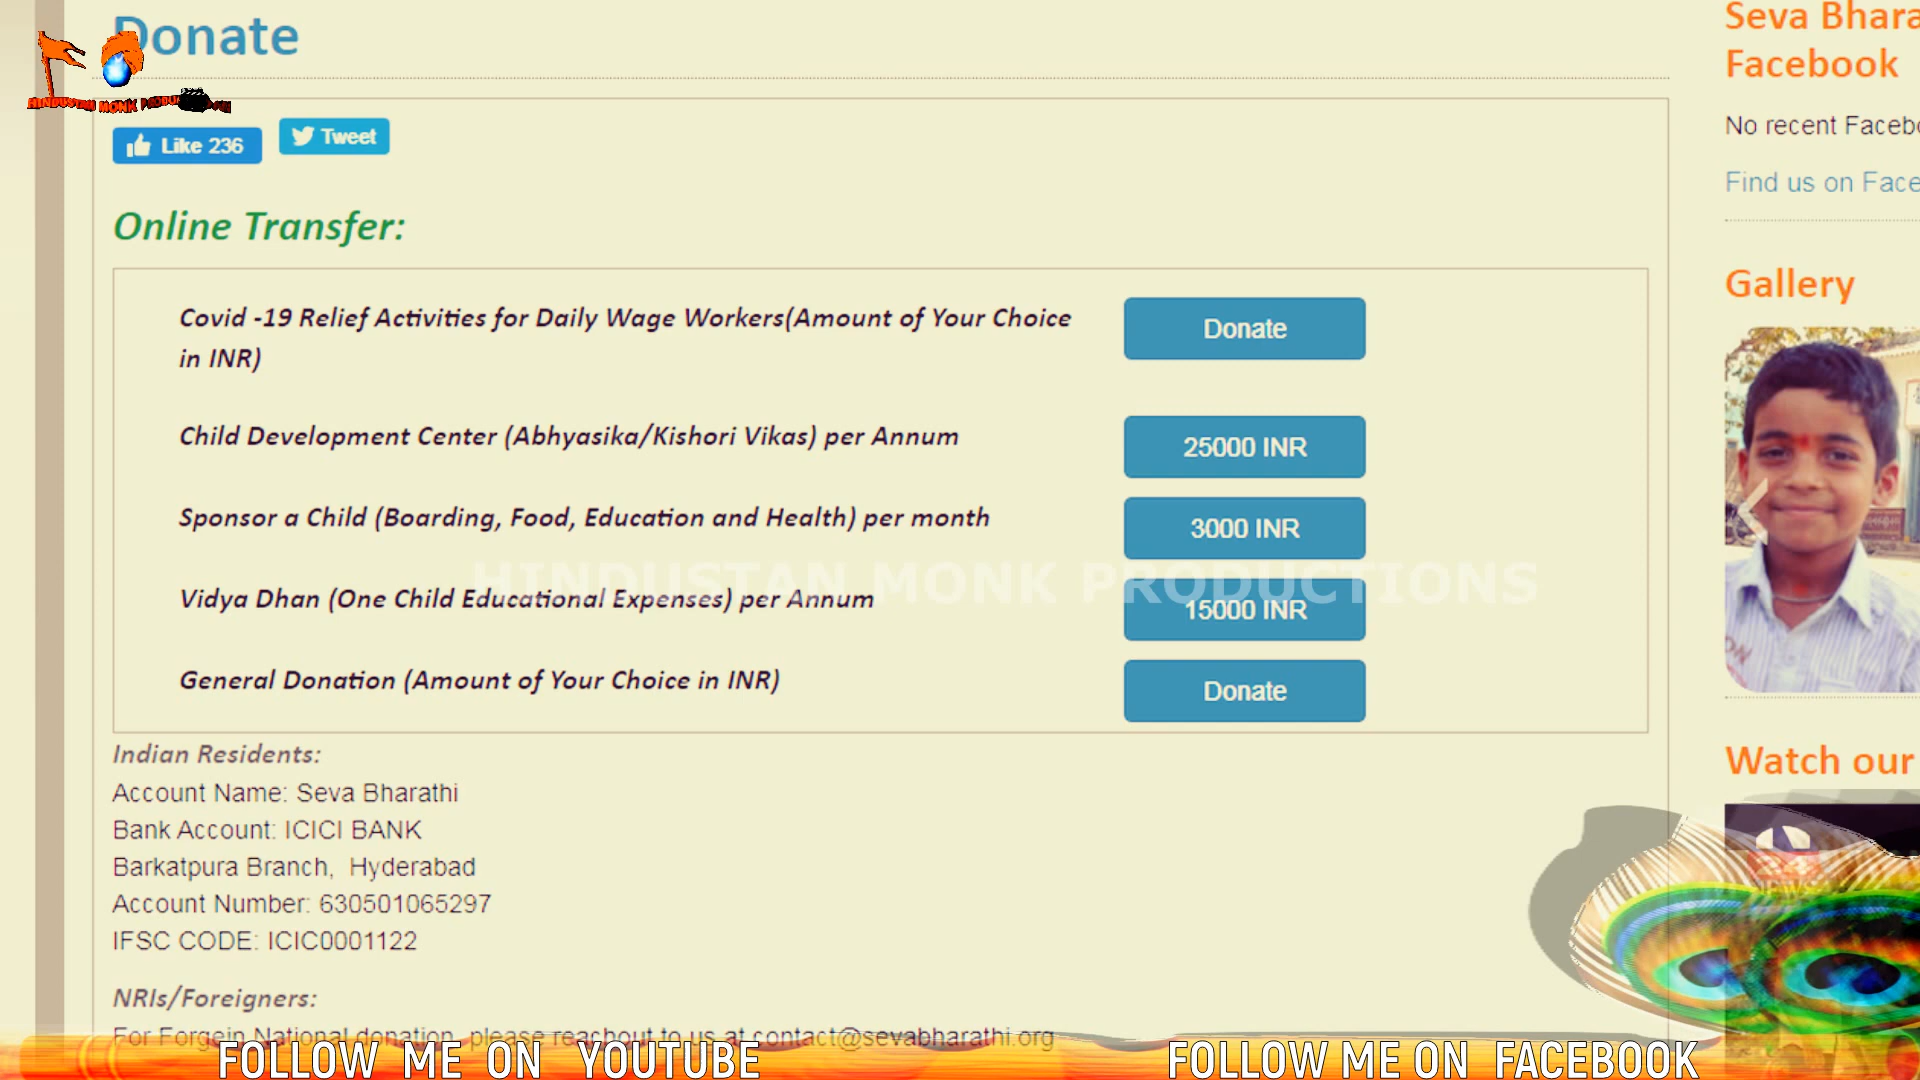 Donate
HINDUSTAN MONK
Like 236
Tweet
Online Transfer:
Covid -19 Relief Activities for Daily Wage Workers(Amount of Your Choice
in INR)
Donate
Child Development Center (Abhyasika/Kishori Vikas) per Annum
25000 INR
Sponsor a Child (Boarding, Food, Education and Health) per month
3000 INR
HINDUSTAN MONK PRODUCTIONS
Vidya Dhan (One Child Educational Expenses) per Annum
15000 INR
General Donation (Amount of Your Choice in INR)
Donate
Indian Residents:
Account Name: Seva Bharathi
Bank Account: ICICI BANK
Barkatpura Branch, Hyderabad
Account Number: 630501065297
IFSC CODE: ICIC0001122
NRIs/Foreigners:
For Forgein National donation, please reachout to us at contact@sevabharathi.org
Seva Bhara
Facebook
No recent Facebo
Find us on Face
Gallery
Watch our
FOLLOW ME ON YOUTUBE
FOLLOW ME ON FACEBOOK